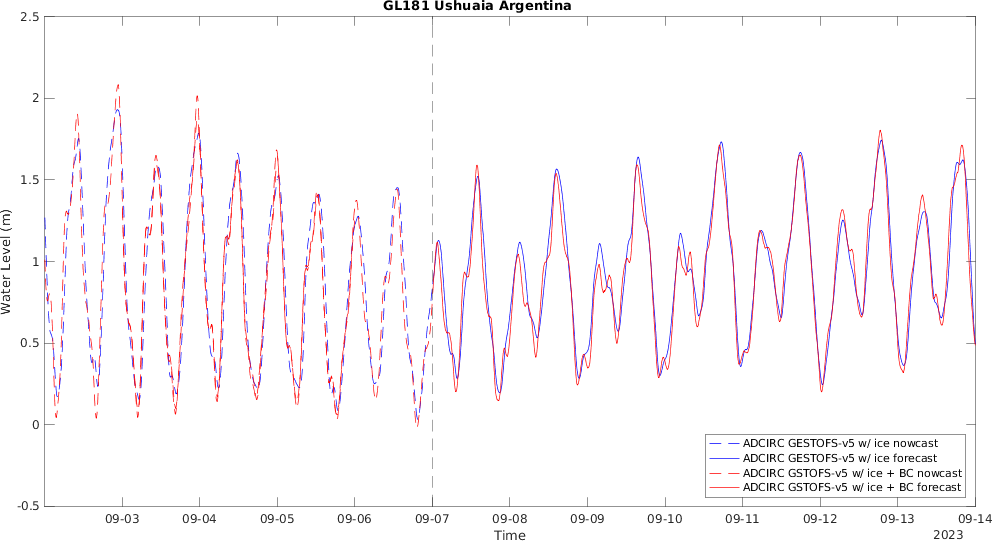 GL181 Ushuaia Argentina
2.5
2
1.5
1
0.5
0
-0.5
Water Level (m)
ADCIRC GESTOFS-v5 w/ ice nowcast
ADCIRC GESTOFS-v5 w/ ice forecast
ADCIRC GSTOFS-v5 w/ ice + BC nowcast
ADCIRC GSTOFS-v5 w/ ice + BC forecast
09-03 09-04 09-05 09-06 09-07 09-08 09-09 09-10 09-11 09-12 09-13 09-14
Time
2023